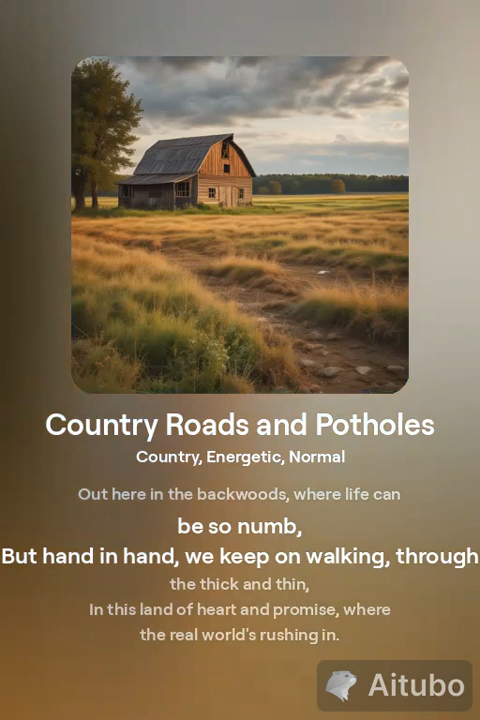 Country Roads and Potholes
Country, Energetic, Normal
Out here in the backwoods, where life can
be so numb,
But hand in hand, we keep on walking, through
the thick and thin,
In this land of heart and promise, where
the real world's rushing in.
Aitubo